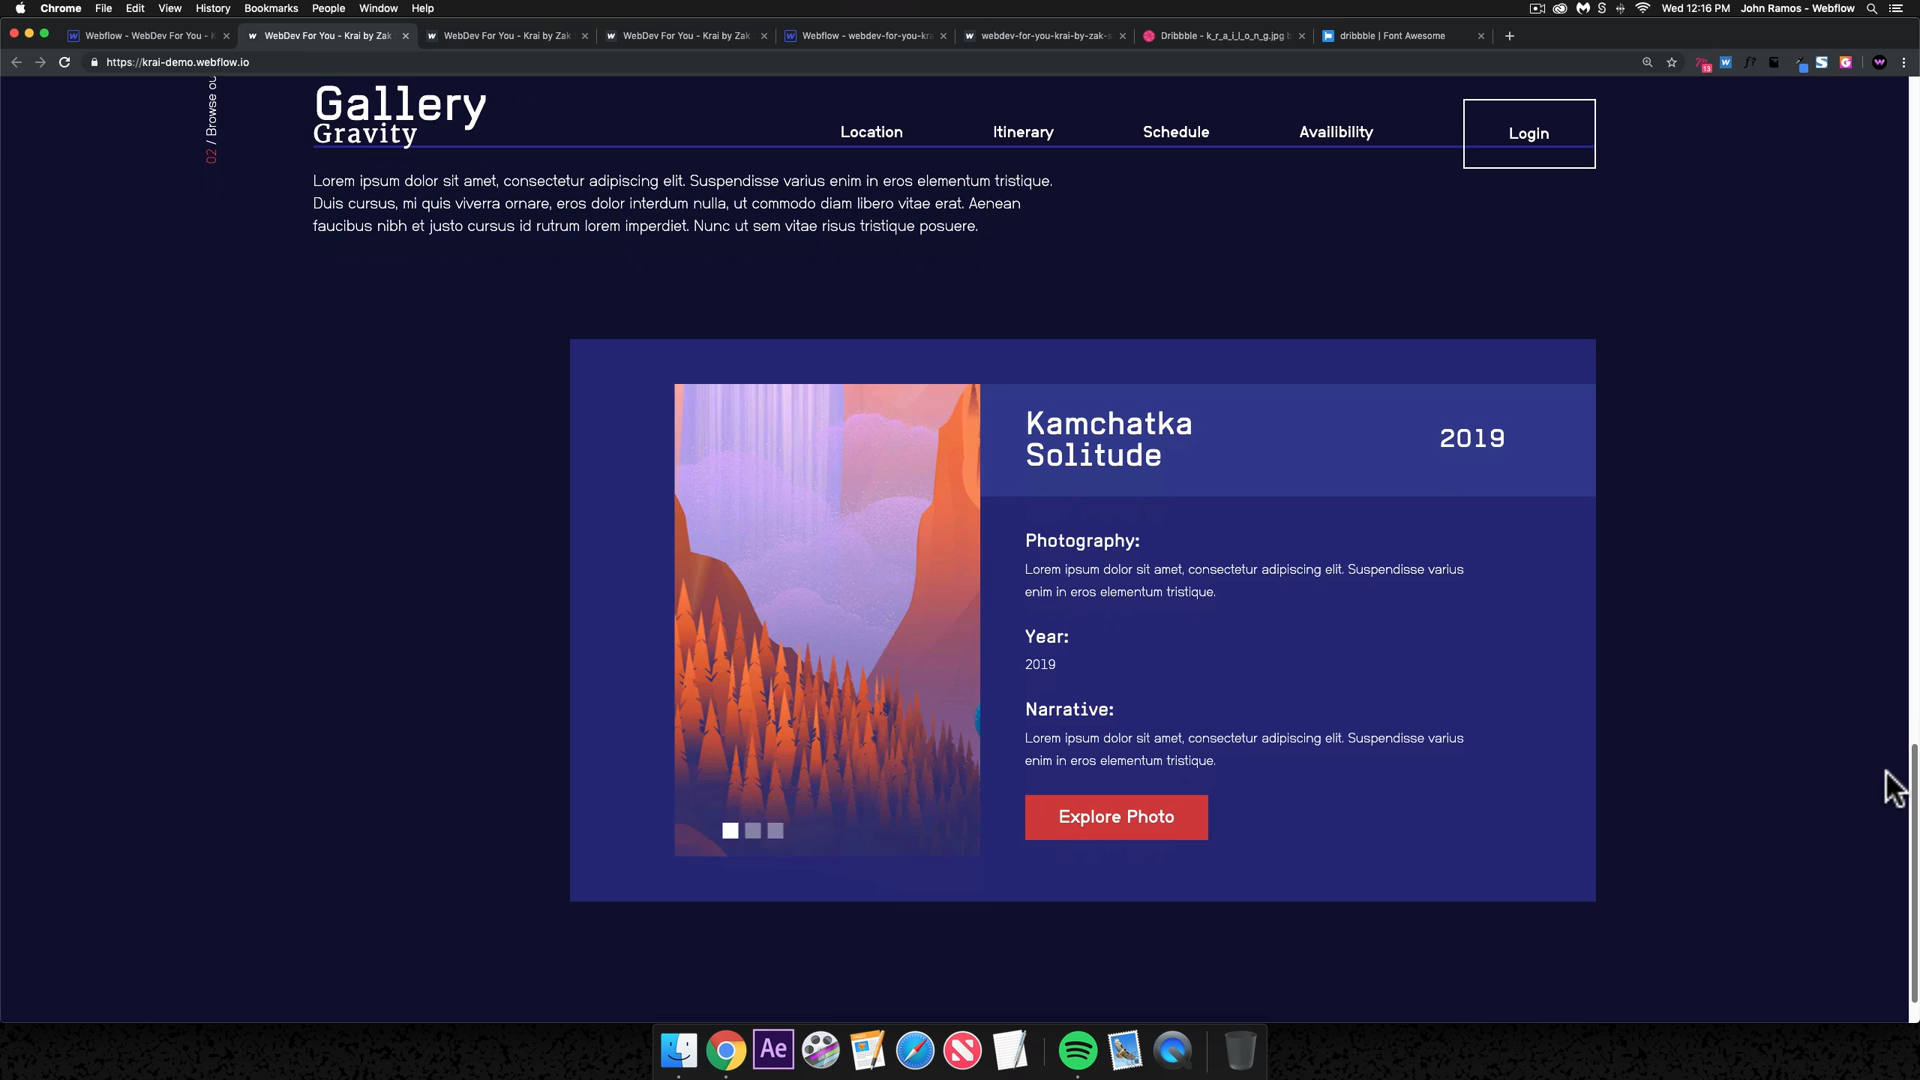 Chrome File Edit View History Bookmarks People Window Help
Wed 12:16 PM John Ramos - Webflow
Webflow - WebDev For You - K
WebDev For You - Krai by Zak
WebDev For You - Krai by Zak
WebDev For You - Krai by Zak
Webflow - webdev-for-you-kra
webdev-for-you-krai-by-zak-s
Dribbble - k_r_a_i_l_o_n_g.jpg b
dribbble | Font Awesome
https://krai-demo.webflow.io
13
02 / Browse ou
Gallery
Gravity
Location
Itinerary
Schedule
Availibility
Login
Lorem ipsum dolor sit amet, consectetur adipiscing elit. Suspendisse varius enim in eros elementum tristique.
Duis cursus, mi quis viverra ornare, eros dolor interdum nulla, ut commodo diam libero vitae erat. Aenean
faucibus nibh et justo cursus id rutrum lorem imperdiet. Nunc ut sem vitae risus tristique posuere.
Kamchatka
Solitude
2019
Photography:
Lorem ipsum dolor sit amet, consectetur adipiscing elit. Suspendisse varius
enim in eros elementum tristique.
Year:
2019
Narrative:
Lorem ipsum dolor sit amet, consectetur adipiscing elit. Suspendisse varius
enim in eros elementum tristique.
Explore Photo
Ae